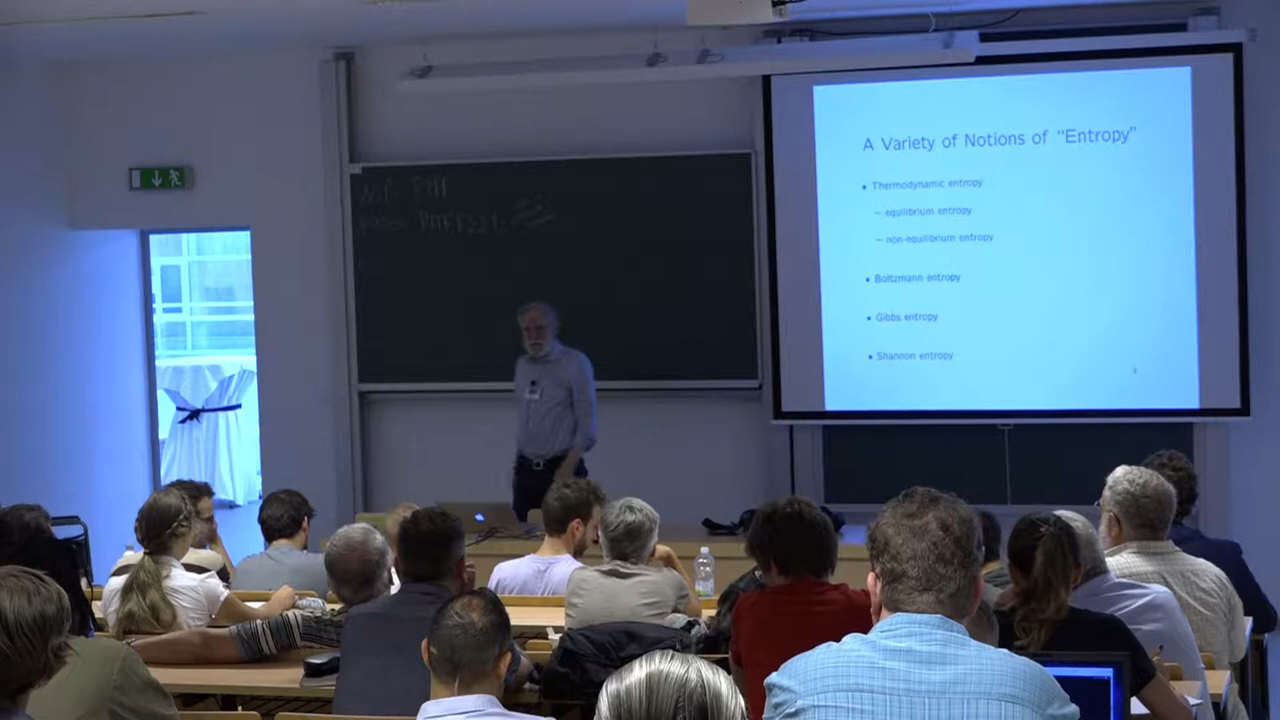 A Variety of Notions of "Entropy"
• Thermodynamic entropy
– equilibrium entropy
– non-equilibrium entropy
• Boltzmann entropy
• Gibbs entropy
• Shannon entropy